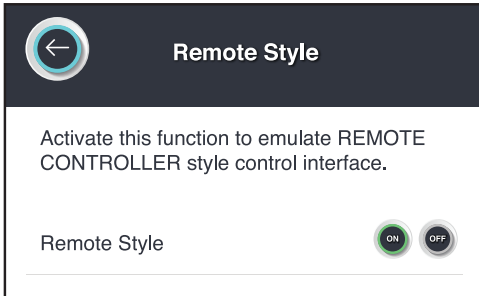 Remote Style
Activate this function to emulate REMOTE
CONTROLLER style control interface.
Remote Style ON OFF